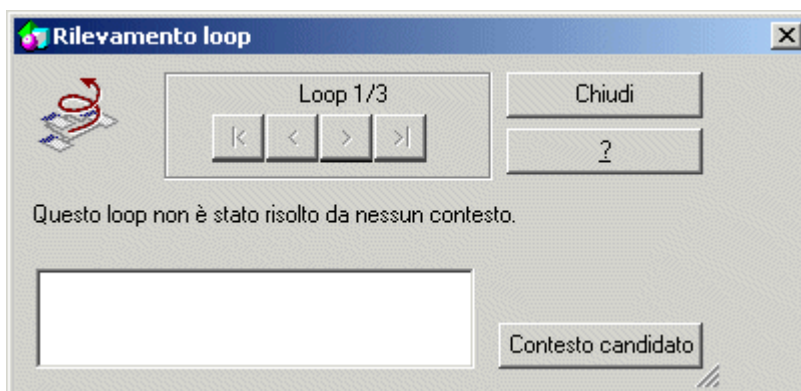 Rilevamento loop
Loop 1/3
|< < > >|
Chiudi
?
Questo loop non è stato risolto da nessun contesto.
Contesto candidato